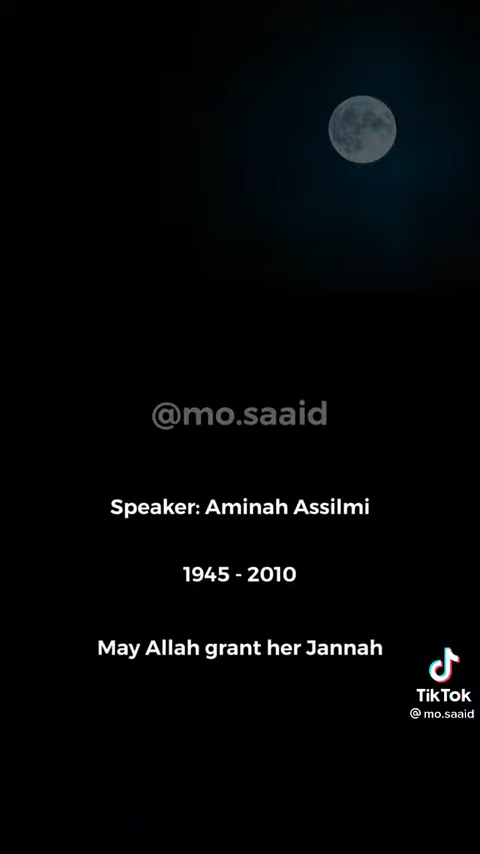 @mo.saaid
Speaker: Aminah Assilmi
1945 - 2010
May Allah grant her Jannah
TikTok
@ mo.saaid